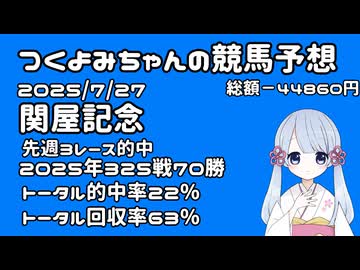 つくよみちゃんの競馬予想
2025/7/27 総額－44860円
関屋記念
先週3レース的中
2025年325戦70勝
トータル的中率22％
トータル回収率63％